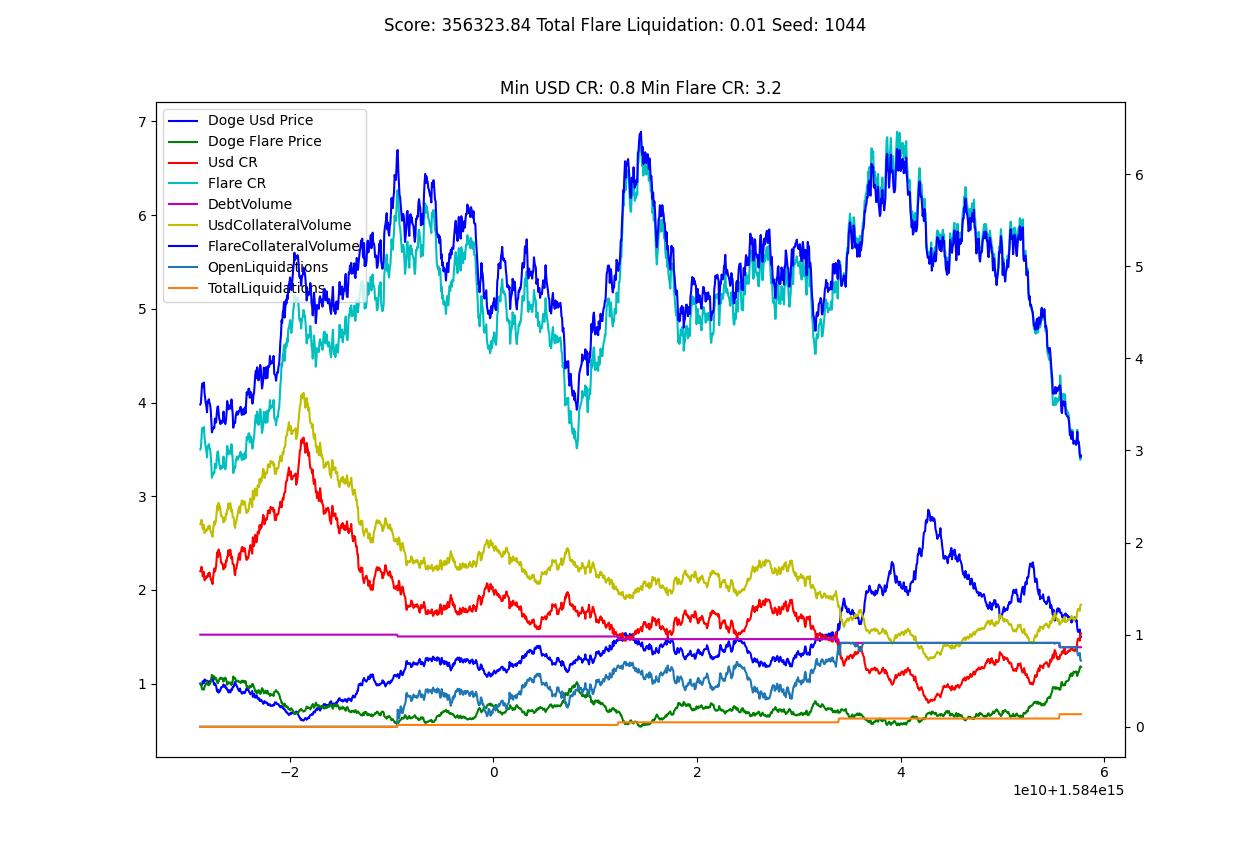 Score: 356323.84 Total Flare Liquidation: 0.01 Seed: 1044
Min USD CR: 0.8 Min Flare CR: 3.2
Doge Usd Price
Doge Flare Price
Usd CR
Flare CR
DebtVolume
UsdCollateralVolume
FlareCollateralVolume
OpenLiquidations
TotalLiquidations
7
6
5
4
3
2
1
6
5
4
3
2
1
0
−2 0 2 4 6
1e10+1.584e15